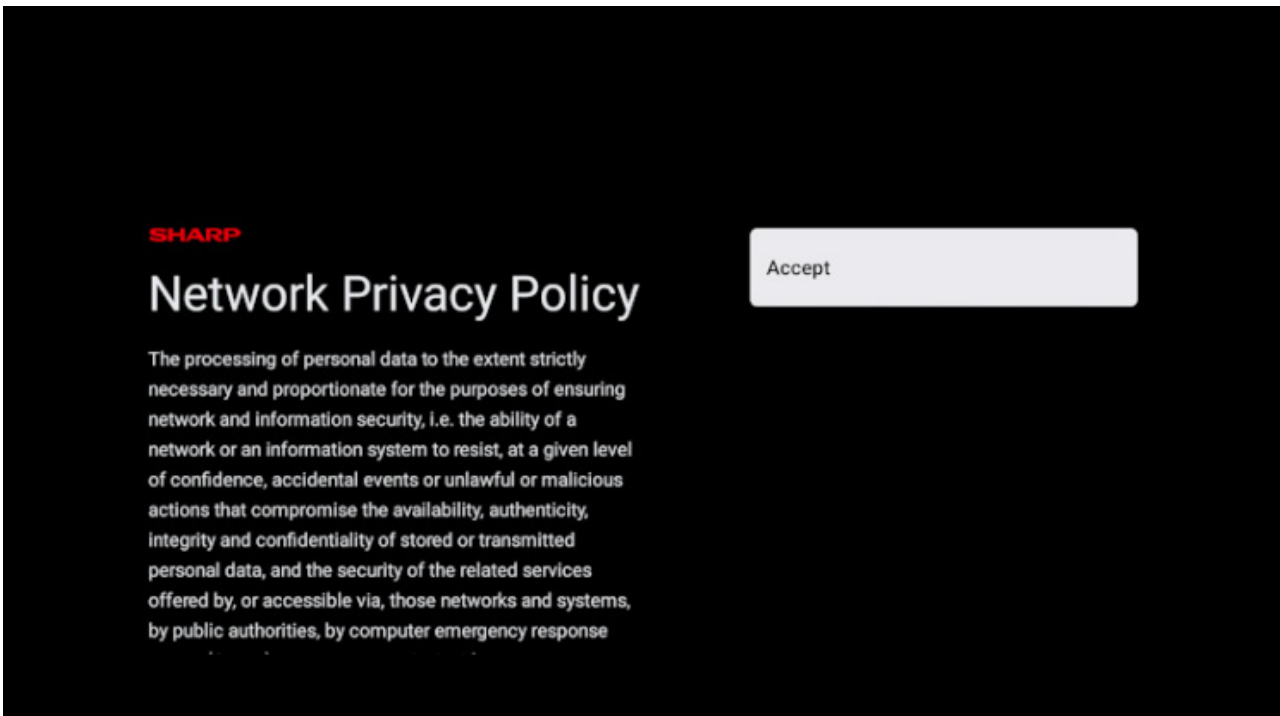 SHARP
Network Privacy Policy
The processing of personal data to the extent strictly
necessary and proportionate for the purposes of ensuring
network and information security, i.e. the ability of a
network or an information system to resist, at a given level
of confidence, accidental events or unlawful or malicious
actions that compromise the availability, authenticity,
integrity and confidentiality of stored or transmitted
personal data, and the security of the related services
offered by, or accessible via, those networks and systems,
by public authorities, by computer emergency response
Accept